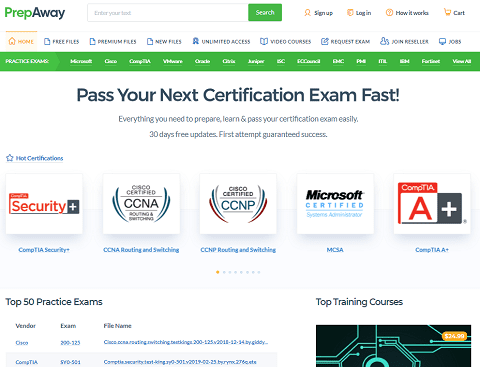 PrepAway
Enter your test
Search
Sign up
Log in
How it works
Cart
HOME
FREE FILES
PREMIUM FILES
NEW FILES
UNLIMITED ACCESS
VIDEO COURSES
REQUEST EXAM
JOIN RESELLER
JOBS
PRACTICE EXAMS:
Microsoft
Cisco
CompTIA
VMware
Oracle
Citrix
Juniper
ISC
ECCouncil
EMC
PMI
ITIL
IBM
Fortinet
View All
Pass Your Next Certification Exam Fast!
Everything you need to prepare, learn & pass your certification exam easily.
30 days free updates. First attempt guaranteed success.
Hot Certifications
CompTIA
Security+
CISCO
CERTIFIED
CCNA
ROUTING &
SWITCHING
CISCO
CERTIFIED
CCNP
ROUTING &
SWITCHING
Microsoft
CERTIFIED
Systems Administrator
CompTIA
A+
CompTIA Security+
CCNA Routing and Switching
CCNP Routing and Switching
MCSA
CompTIA A+
Top 50 Practice Exams
Top Training Courses
Vendor Exam File Name
Cisco 200-125 Cisco.ccna.routing.switching.testkings.200-125.v2018-12-14.by.giddy...
CompTIA SY0-501 Comptia.security.test-king.sy0-501.v2019-02-25.by.rynx.276q.ete
$24.99